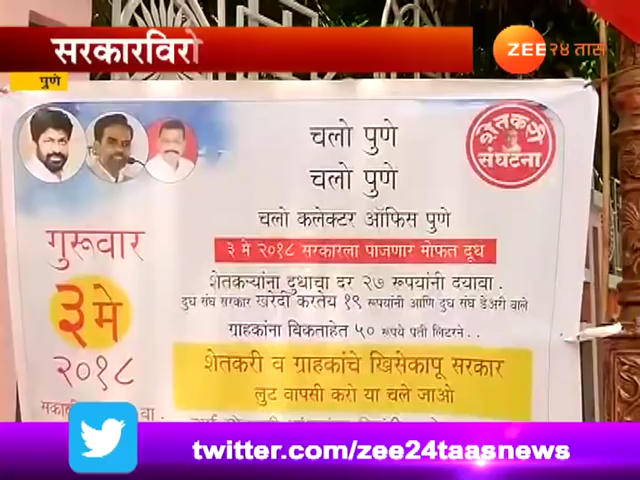 सरकारविरो
ZEE २४ तास
पुणे
चलो पुणे
चलो पुणे
शेतकरी
संघटना
चलो कलेक्टर ऑफिस पुणे
गुरूवार
३ मे
२०१८
३ मे २०१८ सरकारला पाजणार मोफत दूध
शेतकऱ्यांना दुधाचा दर २७ रूपयांनी दयावा.
दुध संघ सरकार खरेदी करतय १९ रूपयांनी आणि दुध संघ डेअरी वाले
ग्राहकांना विकताहेत ५० रूपये प्रती लिटरने..
शेतकरी व ग्राहकांचे खिसेकापू सरकार
लुट वापसी करो या चले जाओ
twitter.com/zee24taasnews